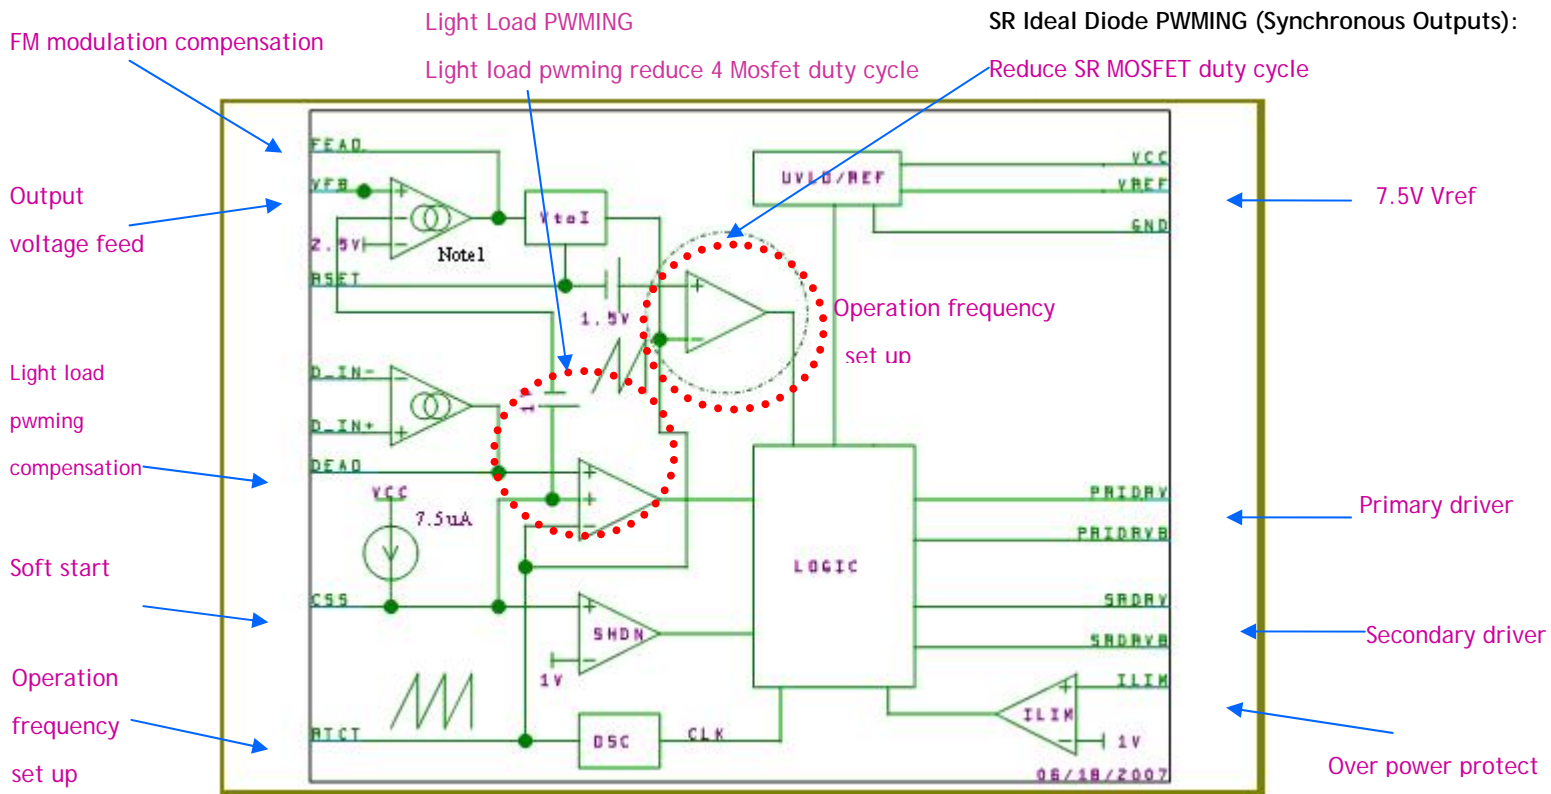 Light Load PWMING
SR Ideal Diode PWMING (Synchronous Outputs):
FM modulation compensation
Light load pwming reduce 4 Mosfet duty cycle
Reduce SR MOSFET duty cycle
FEAO
VFB
2.5V
Note1
VtoI
RSET
1.5V
UVLO/REF
VCC
VREF
GND
7.5V Vref
Output
voltage feed
Operation frequency
set up
Light load
pwming
compensation
D_IN-
D_IN+
DEAO
1V
VCC
7.5uA
LOGIC
PRIDRV
PRIDRVB
Primary driver
Soft start
CSS
SHDN
1V
SRDRV
SRDRVB
Secondary driver
Operation
frequency
set up
RTCT
OSC
CLK
ILIM
ILIM
1V
06/18/2007
Over power protect